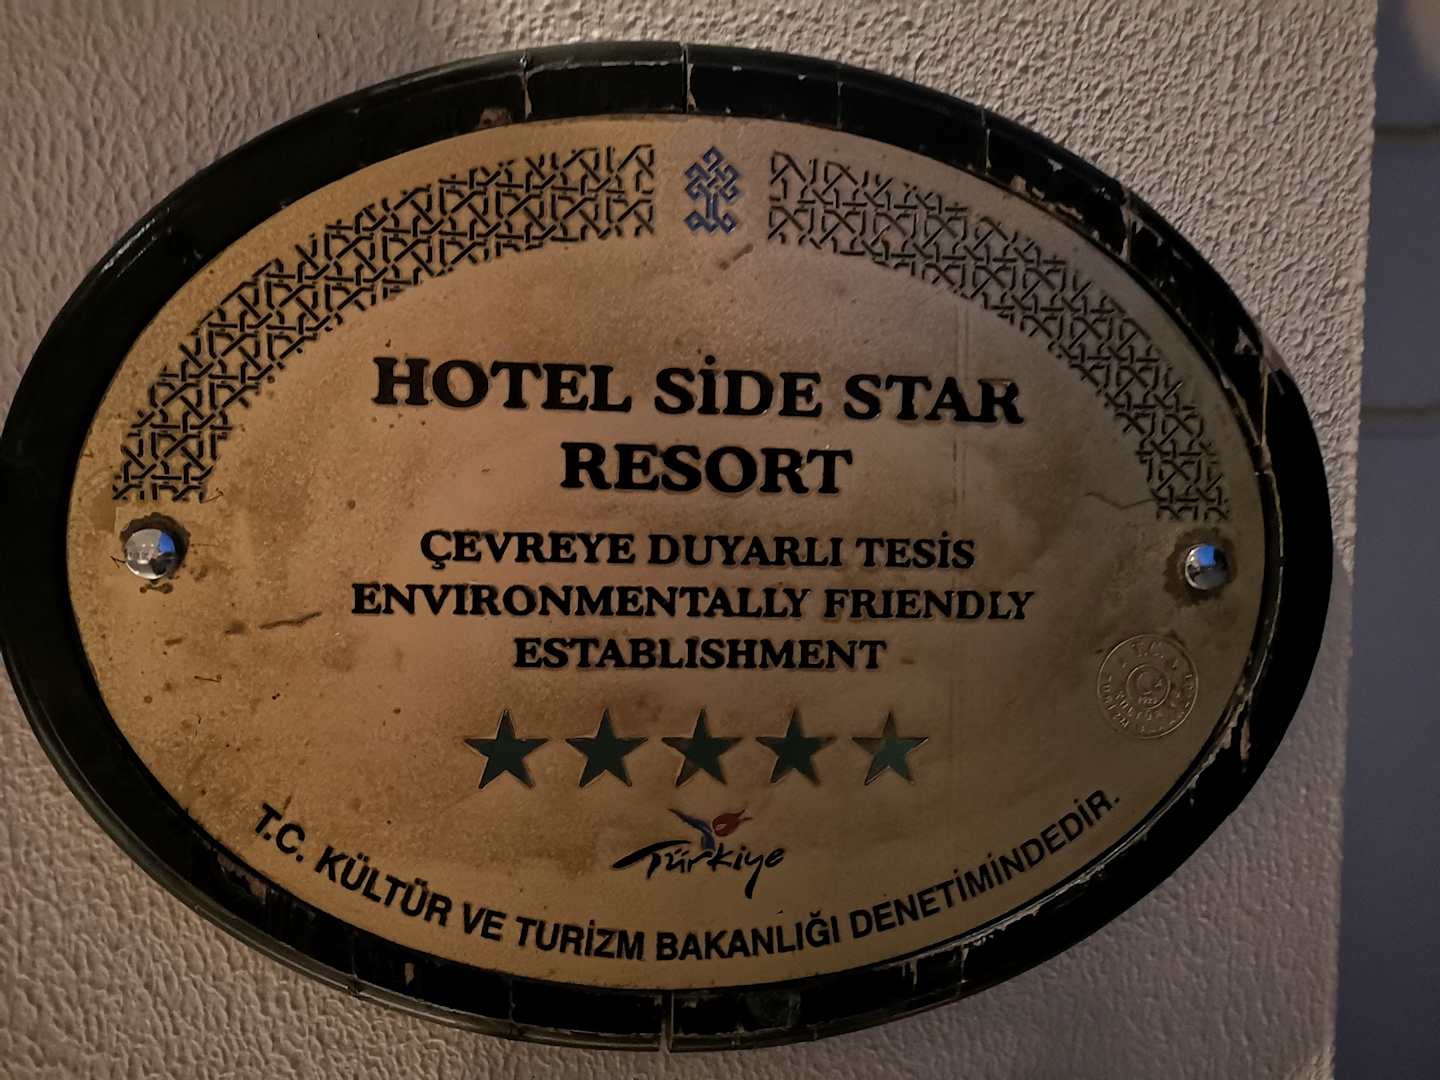 HOTEL SİDE STAR
RESORT
ÇEVREYE DUYARLI TESİS
ENVIRONMENTALLY FRIENDLY
ESTABLISHMENT
Türkiye
T.C. KÜLTÜR VE TURİZM BAKANLIĞI DENETİMİNDEDİR.
T.C.